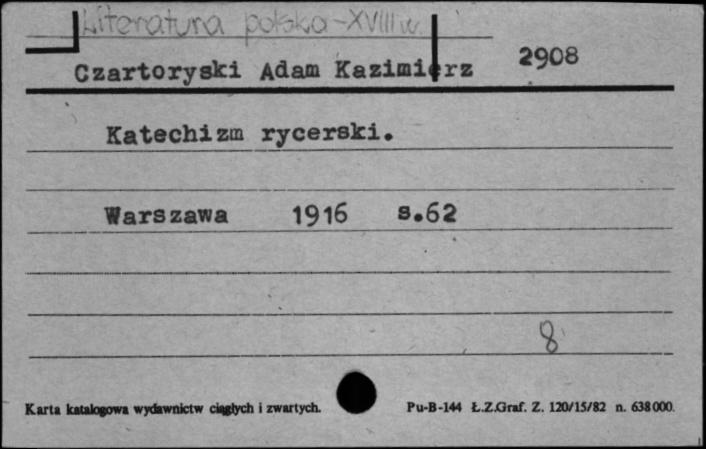 Literatura polska - XVIII w.
Czartoryski Adam Kazimierz 2908
Katechizm rycerski.
Warszawa 1916 s.62
8
Karta katalogowa wydawnictw ciągłych i zwartych. Pu-B-144 Ł.Z.Graf. Z. 120/15/82 n. 638000.